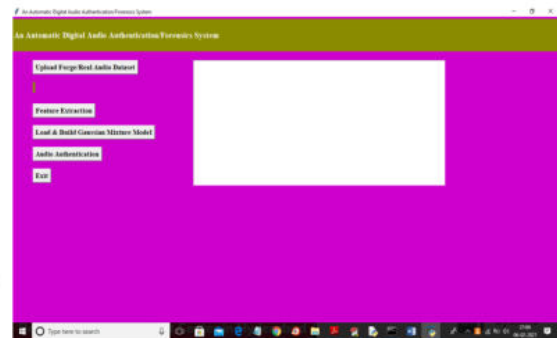 An Automatic Digital Audio Authentication/Forensics System
An Automatic Digital Audio Authentication/Forensics System
Upload Forge/Real Audio Dataset
Feature Extraction
Load & Build Gaussian Mixture Model
Audio Authentication
Exit
Type here to search